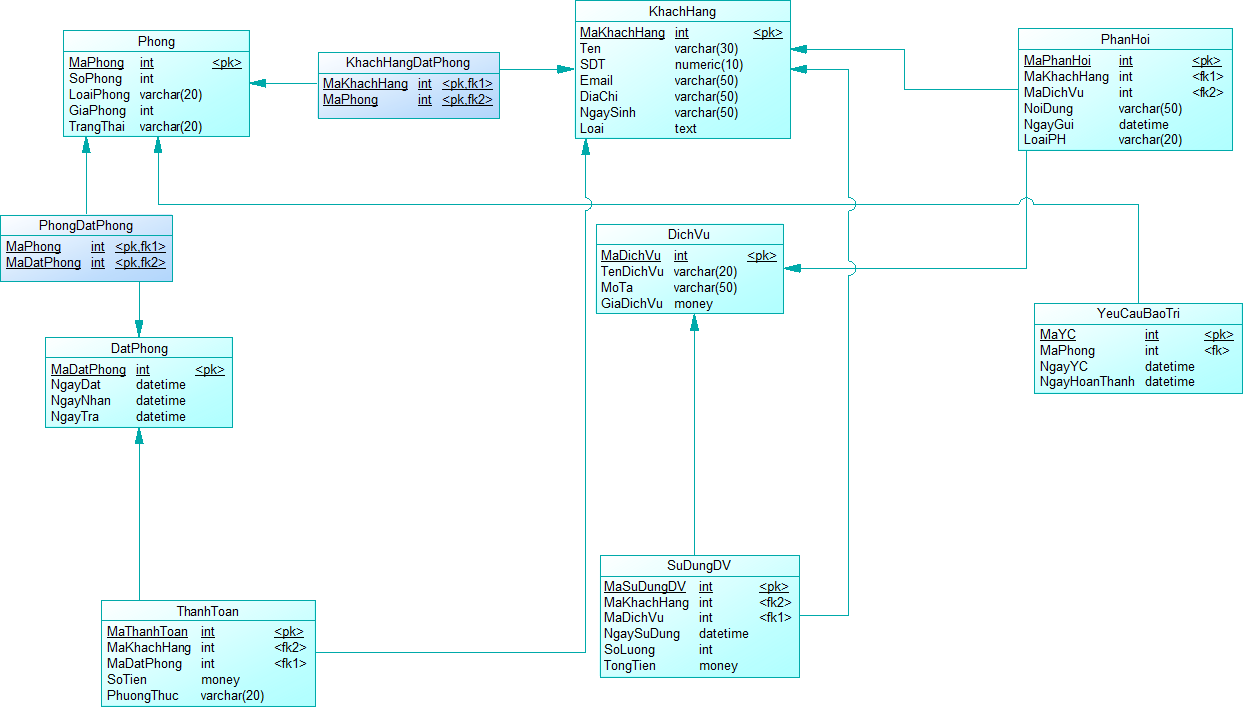 KhachHang
MaKhachHang int <pk>
Ten varchar(30)
SDT numeric(10)
Email varchar(50)
DiaChi varchar(50)
NgaySinh varchar(50)
Loai text
Phong
MaPhong int <pk>
SoPhong int
LoaiPhong varchar(20)
GiaPhong int
TrangThai varchar(20)
KhachHangDatPhong
MaKhachHang int <pk,fk1>
MaPhong int <pk,fk2>
PhanHoi
MaPhanHoi int <pk>
MaKhachHang int <fk1>
MaDichVu int <fk2>
NoiDung varchar(50)
NgayGui datetime
LoaiPH varchar(20)
PhongDatPhong
MaPhong int <pk,fk1>
MaDatPhong int <pk,fk2>
DichVu
MaDichVu int <pk>
TenDichVu varchar(20)
MoTa varchar(50)
GiaDichVu money
YeuCauBaoTri
MaYC int <pk>
MaPhong int <fk>
NgayYC datetime
NgayHoanThanh datetime
DatPhong
MaDatPhong int <pk>
NgayDat datetime
NgayNhan datetime
NgayTra datetime
SuDungDV
MaSuDungDV int <pk>
MaKhachHang int <fk2>
MaDichVu int <fk1>
NgaySuDung datetime
SoLuong int
TongTien money
ThanhToan
MaThanhToan int <pk>
MaKhachHang int <fk2>
MaDatPhong int <fk1>
SoTien money
PhuongThuc varchar(20)